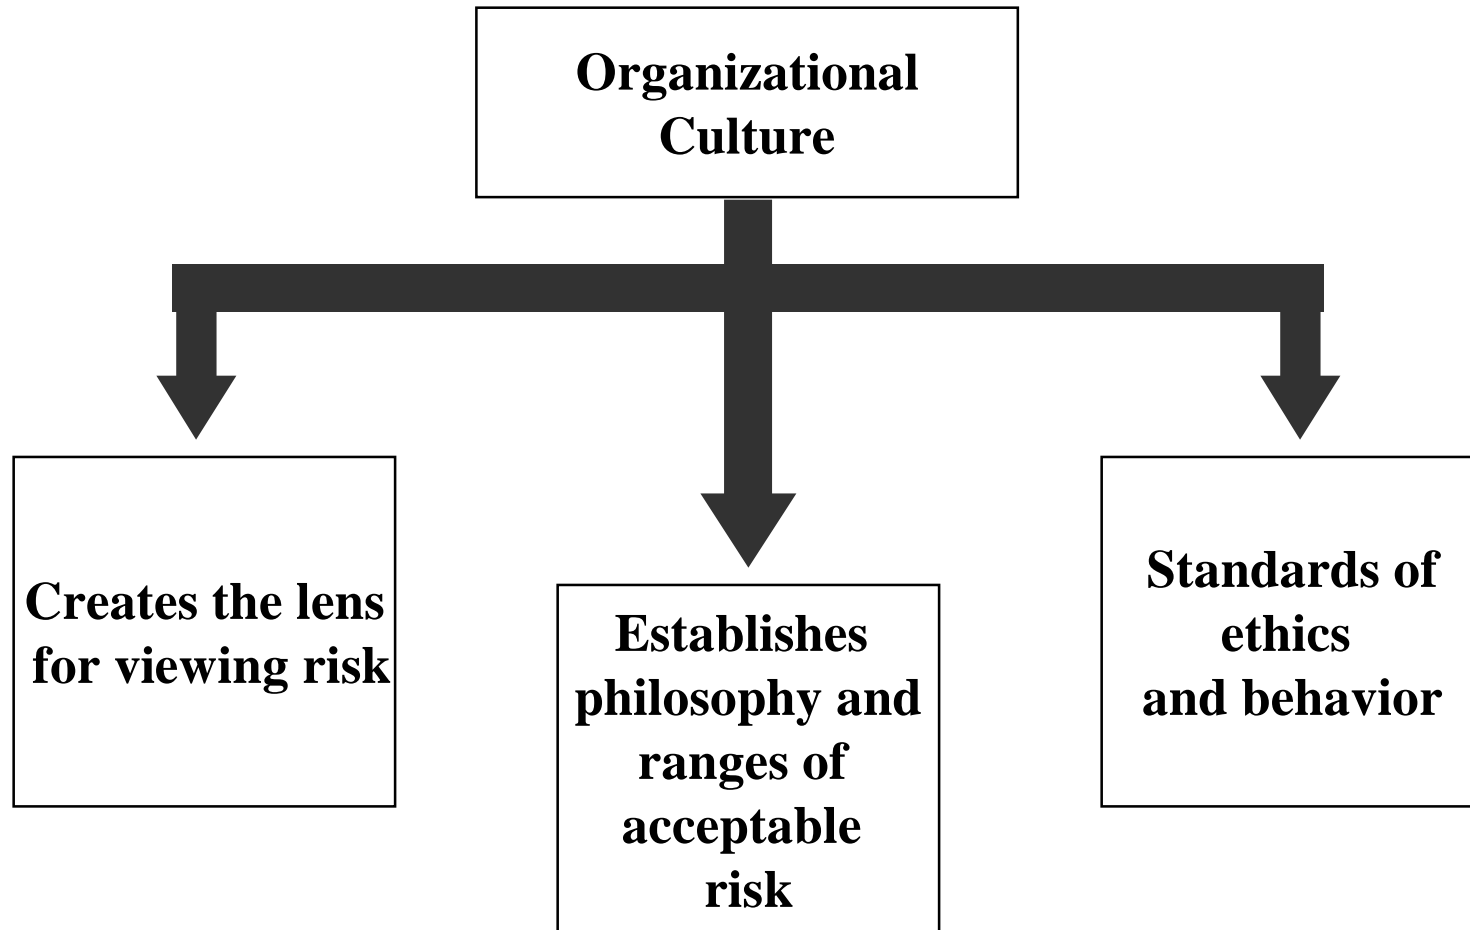 Organizational
Culture
Creates the lens
for viewing risk
Establishes
philosophy and
ranges of
acceptable
risk
Standards of
ethics
and behavior